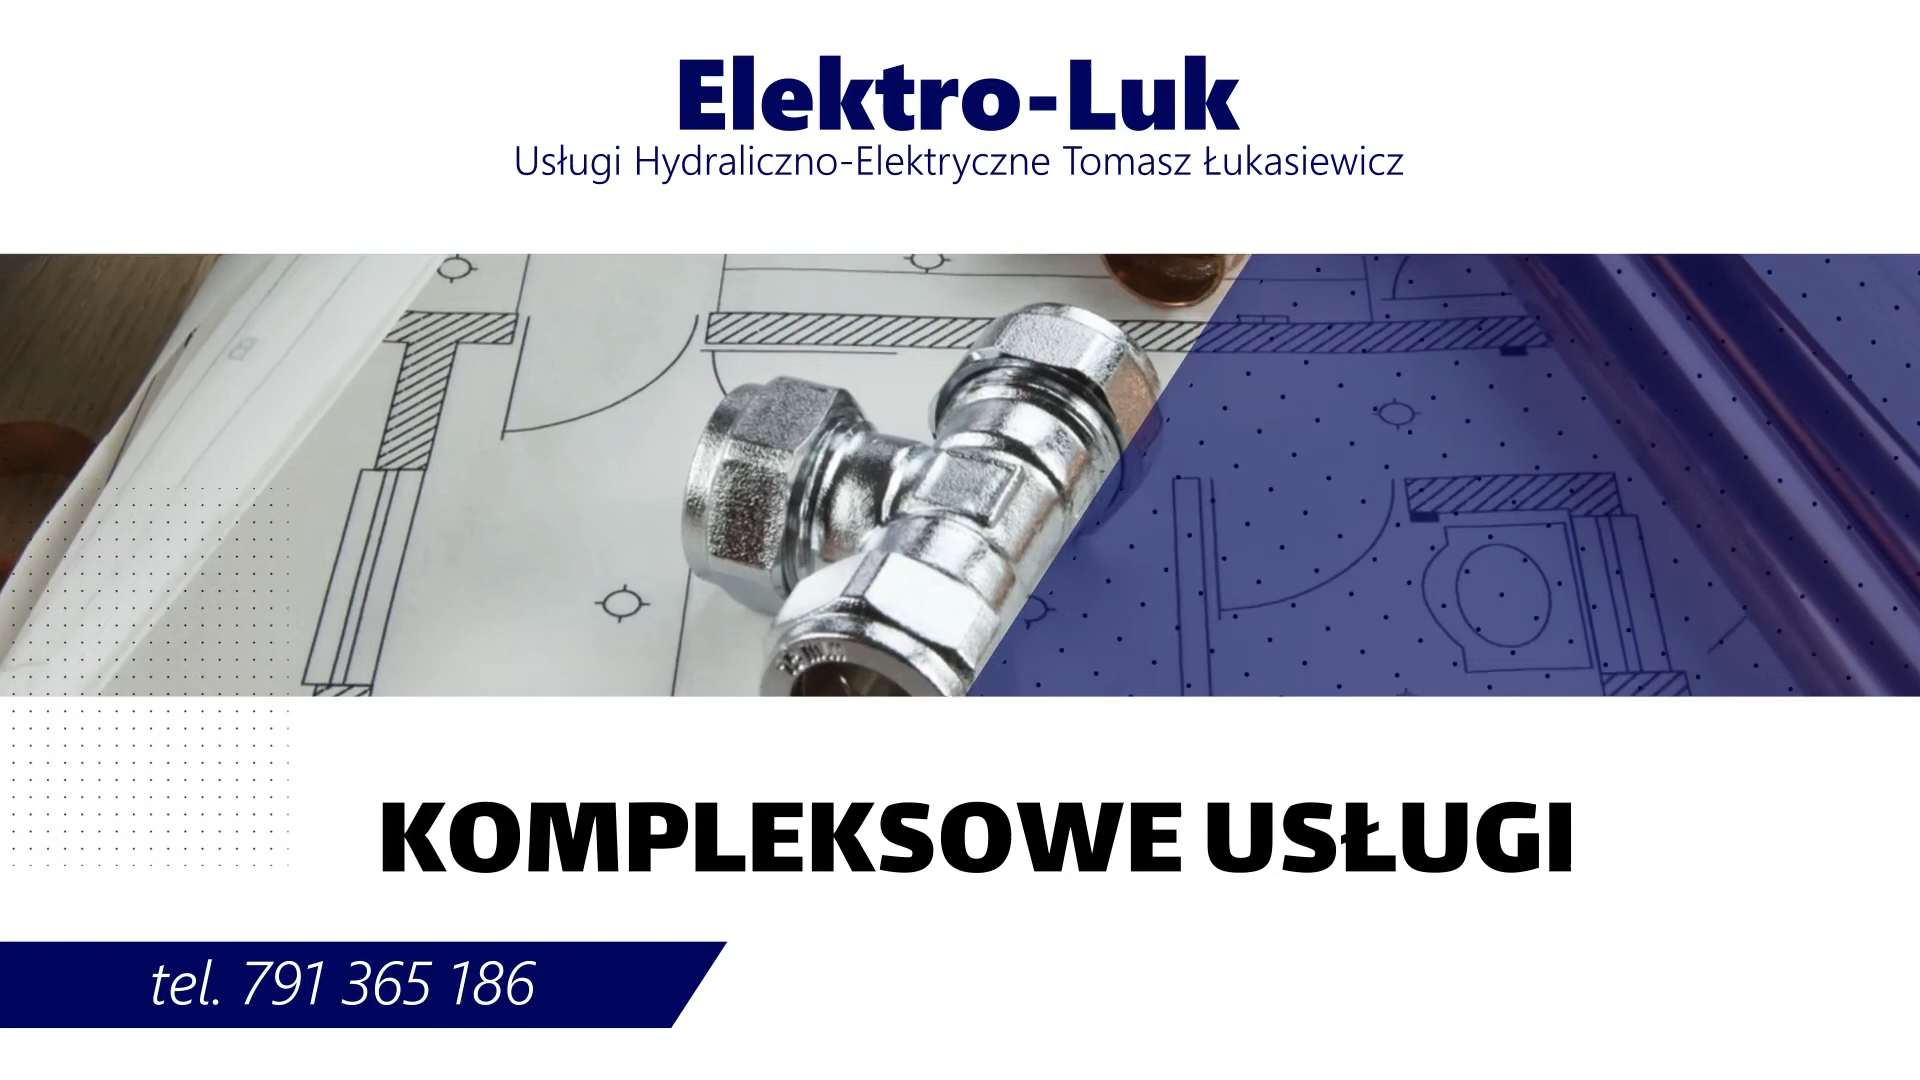 Elektro-Luk
Usługi Hydraliczno-Elektryczne Tomasz Łukasiewicz
KOMPLEKSOWE USŁUGI
tel. 791 365 186